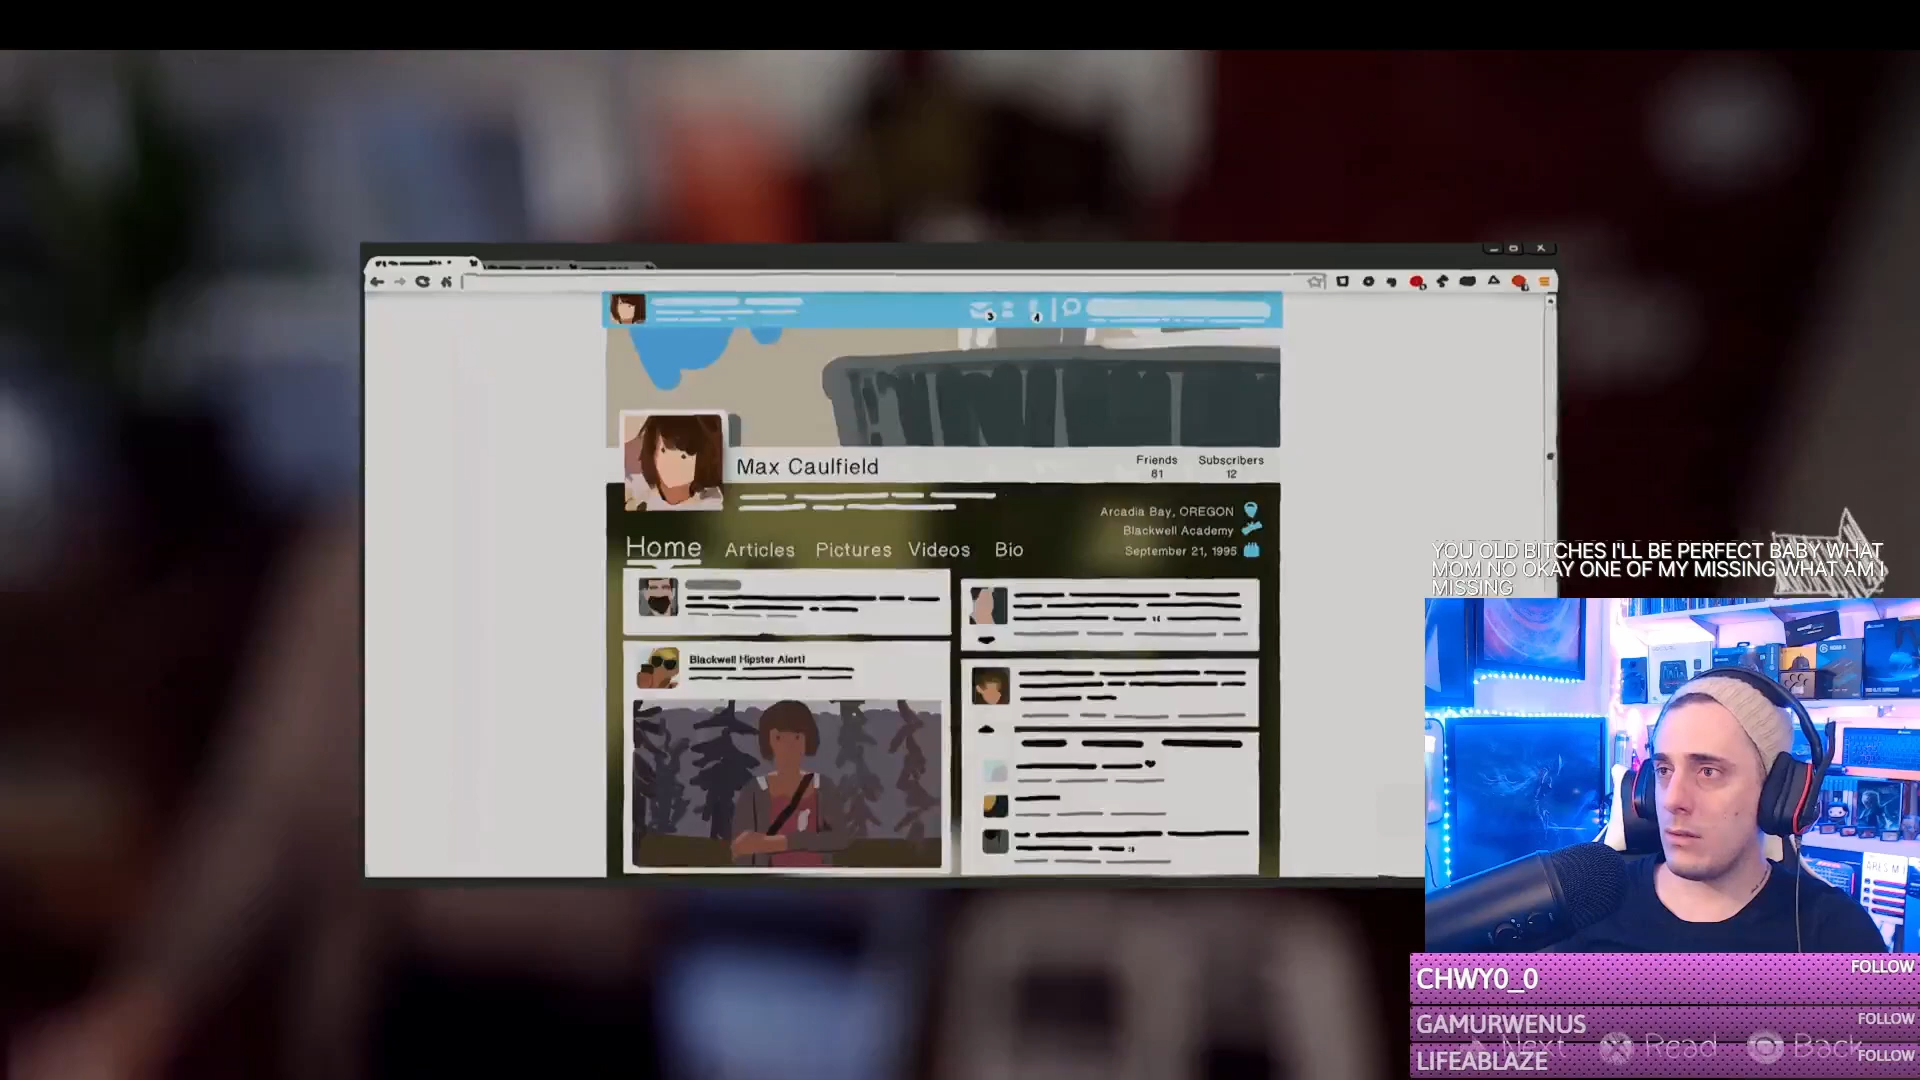 3
4
Max Caulfield
Friends
81
Subscribers
12
Arcadia Bay, OREGON
Blackwell Academy
September 21, 1995
Home Articles Pictures Videos Bio
Blackwell Hipster Alert!
YOU OLD BITCHES I'LL BE PERFECT BABY WHAT
MOM NO OKAY ONE OF MY MISSING WHAT AM I
MISSING
CHWY0_0 FOLLOW
GAMURWENUS FOLLOW
Next Read Back
LIFEABLAZE FOLLOW